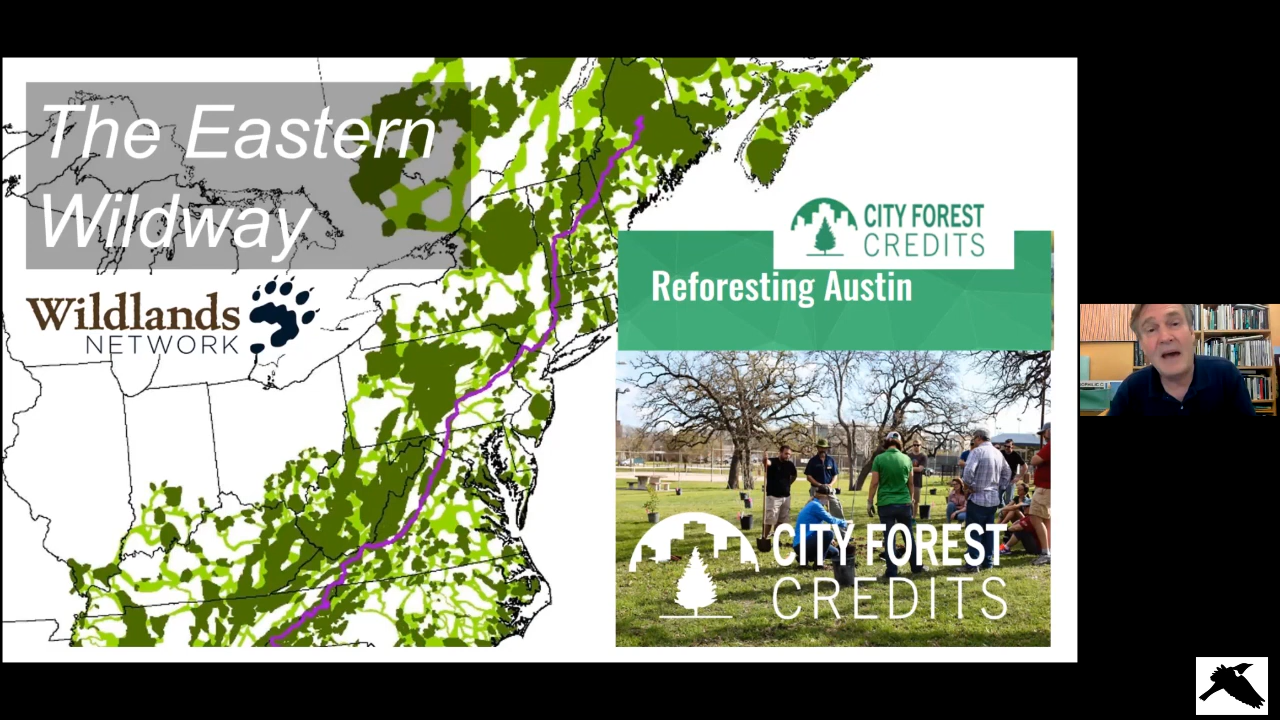 The Eastern
Wildway
Wildlands
NETWORK
CITY FOREST
CREDITS
Reforesting Austin
CITY FOREST
CREDITS